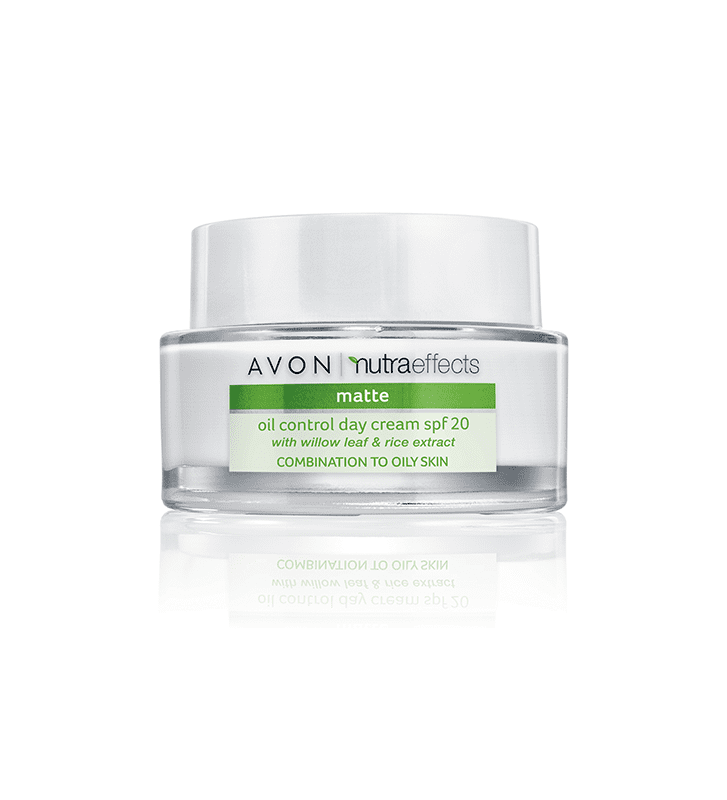 AVON | nutraeffects
matte
oil control day cream spf 20
with willow leaf & rice extract
COMBINATION TO OILY SKIN